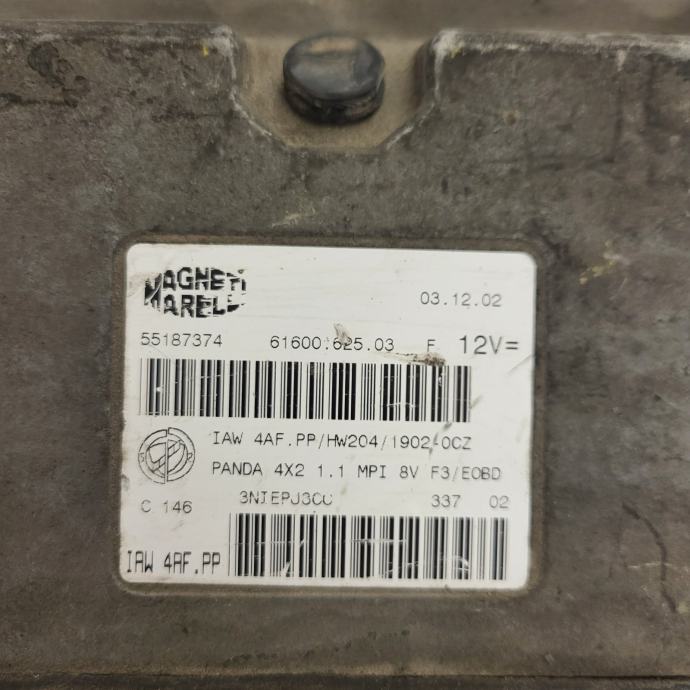 MAGNETI
MARELLI
03.12.02
55187374 61600.625.03 F 12V=
IAW 4AF.PP/HW204/1902-0CZ
PANDA 4X2 1.1 MPI 8V F3/EOBD
C 146 337 02
IAW 4AF.PP